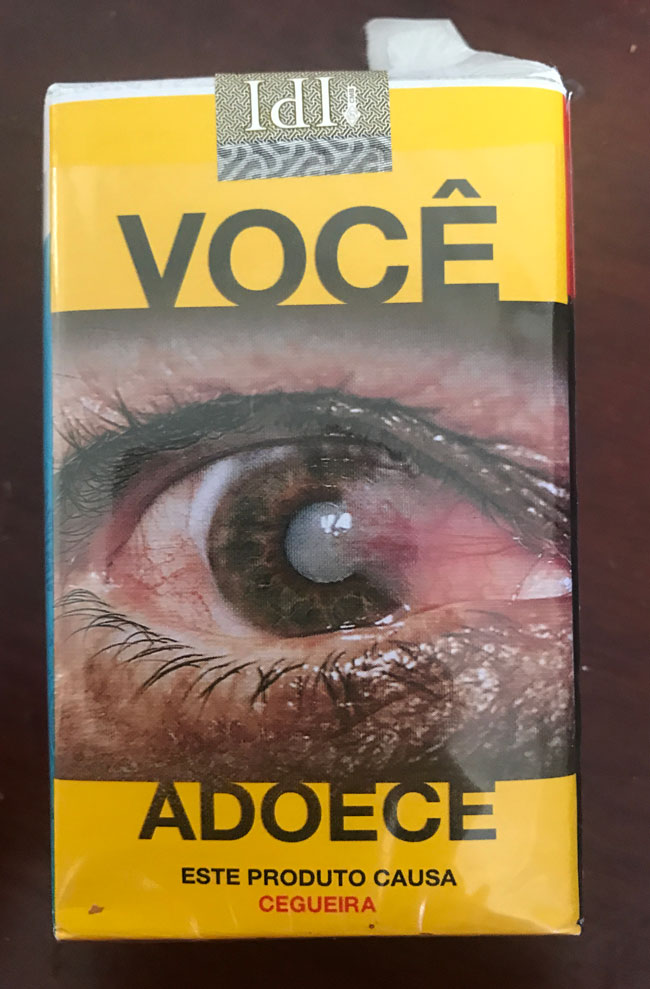 IPI
VOCÊ
ADOECE
ESTE PRODUTO CAUSA
CEGUEIRA